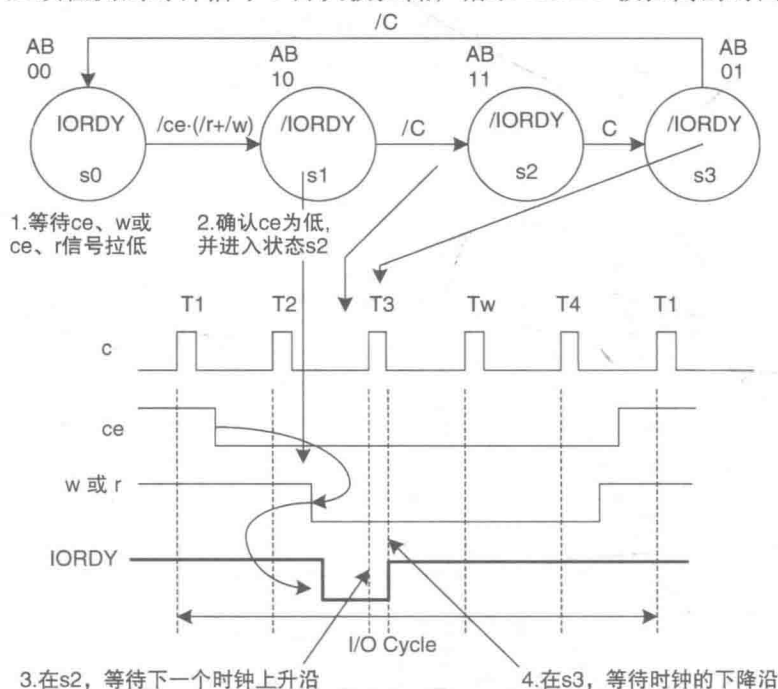 /C
AB
00
AB
10
AB
11
AB
01
IORDY
s0
/ce·(/r+/w)
/IORDY
s1
/C
/IORDY
s2
C
/IORDY
s3
1.等待ce、w或
ce、r信号拉低
2.确认ce为低,
并进入状态s2
T1
T2
T3
Tw
T4
T1
c
ce
w 或 r
IORDY
I/O Cycle
3.在s2，等待下一个时钟上升沿
4.在s3，等待时钟的下降沿